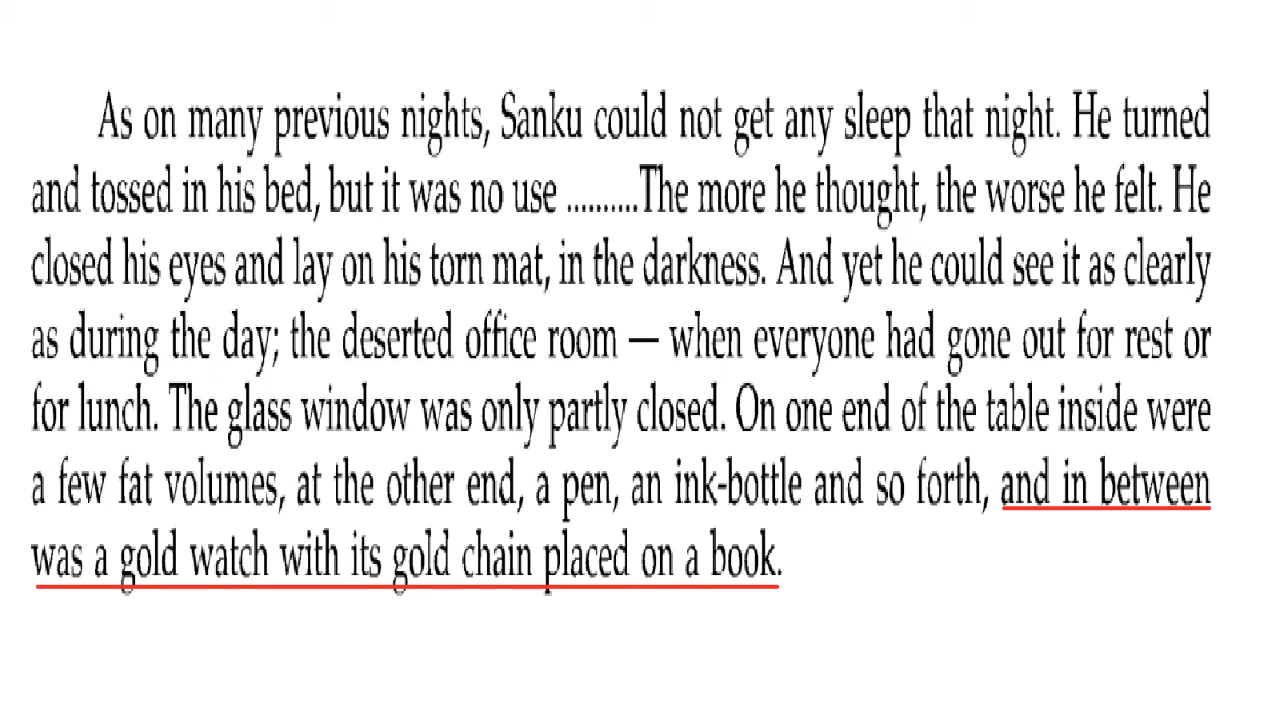 As on many previous nights, Sanku could not get any sleep that night. He turned
and tossed in his bed, but it was no use ..........The more he thought, the worse he felt. He
closed his eyes and lay on his torn mat, in the darkness. And yet he could see it as clearly
as during the day; the deserted office room — when everyone had gone out for rest or
for lunch. The glass window was only partly closed. On one end of the table inside were
a few fat volumes, at the other end, a pen, an ink-bottle and so forth, and in between
was a gold watch with its gold chain placed on a book.